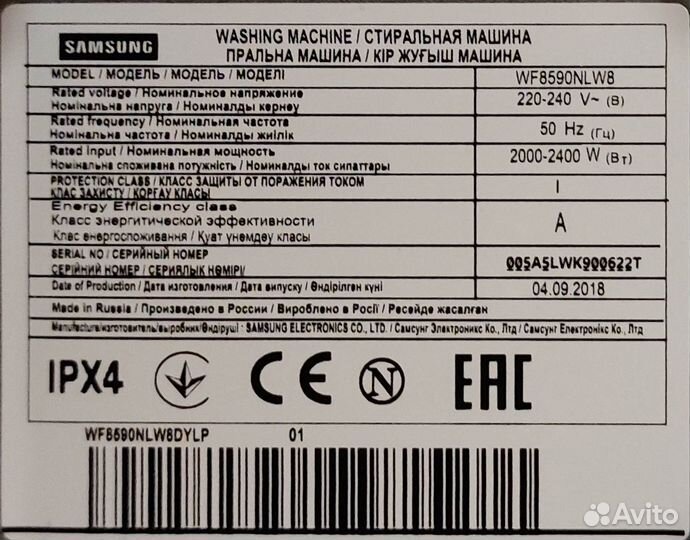 SAMSUNG
WASHING MACHINE / СТИРАЛЬНАЯ МАШИНА
ПРАЛЬНА МАШИНА / КІР ЖУҒЫШ МАШИНА
MODEL / МОДЕЛЬ / МОДЕЛЬ / МОДЕЛІ
WF8590NLW8
Rated voltage / Номинальное напряжение
Номінальна напруга / Номиналды кернеу
220-240 V~ (В)
Rated frequency / Номинальная частота
Номінальна частота / Номиналды жиілік
50 Hz (Гц)
Rated Input / Номинальная мощность
Номінальна споживана потужність / Номиналды ток сипаттары
2000-2400 W (Вт)
PROTECTION CLASS / КЛАСС ЗАЩИТЫ ОТ ПОРАЖЕНИЯ ТОКОМ
КЛАС ЗАХИСТУ / ҚОРҒАУ КЛАСЫ
I
Energy Efficiency class
Класс энергитической эффективности
Клас енергоспоживання / Қуат үнемдеу класы
A
SERIAL NO / СЕРИЙНЫЙ НОМЕР
СЕРІЙНИЙ НОМЕР / СЕРИЯЛЫК НӨМІРІ
005A5LWK900622T
Date of Production / Дата изготовления / Дата випуску / Өндірілген күні
04.09.2018
Made in Russia / Произведено в России / Вироблено в Росії / Ресейде жасалған
Manufacture/изготовитель/виробник/Өндіруші : SAMSUNG ELECTRONICS CO., LTD. / Самсунг Электроникс Ко., Лтд / Самсунг Електронікс Ко., Лтд
IPX4 CE N EAC
WF8590NLW8DYLP 01
Avito